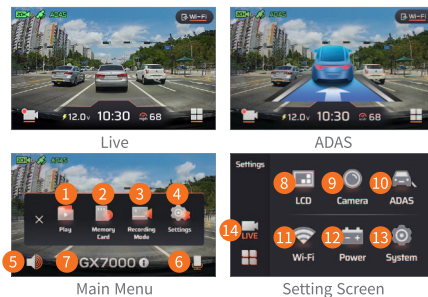 ADAS
Wi-Fi
ADAS
Wi-Fi
12.0V 10:30 68
12.0V 10:30 68
Live
ADAS
ADAS
1 2 3 4
Play Memory Card Recording Mode Settings
5 7 GX7000 6
Main Menu
Settings
8 9 10
LCD Camera ADAS
14 LIVE
11 12 13
Wi-Fi Power System
Setting Screen